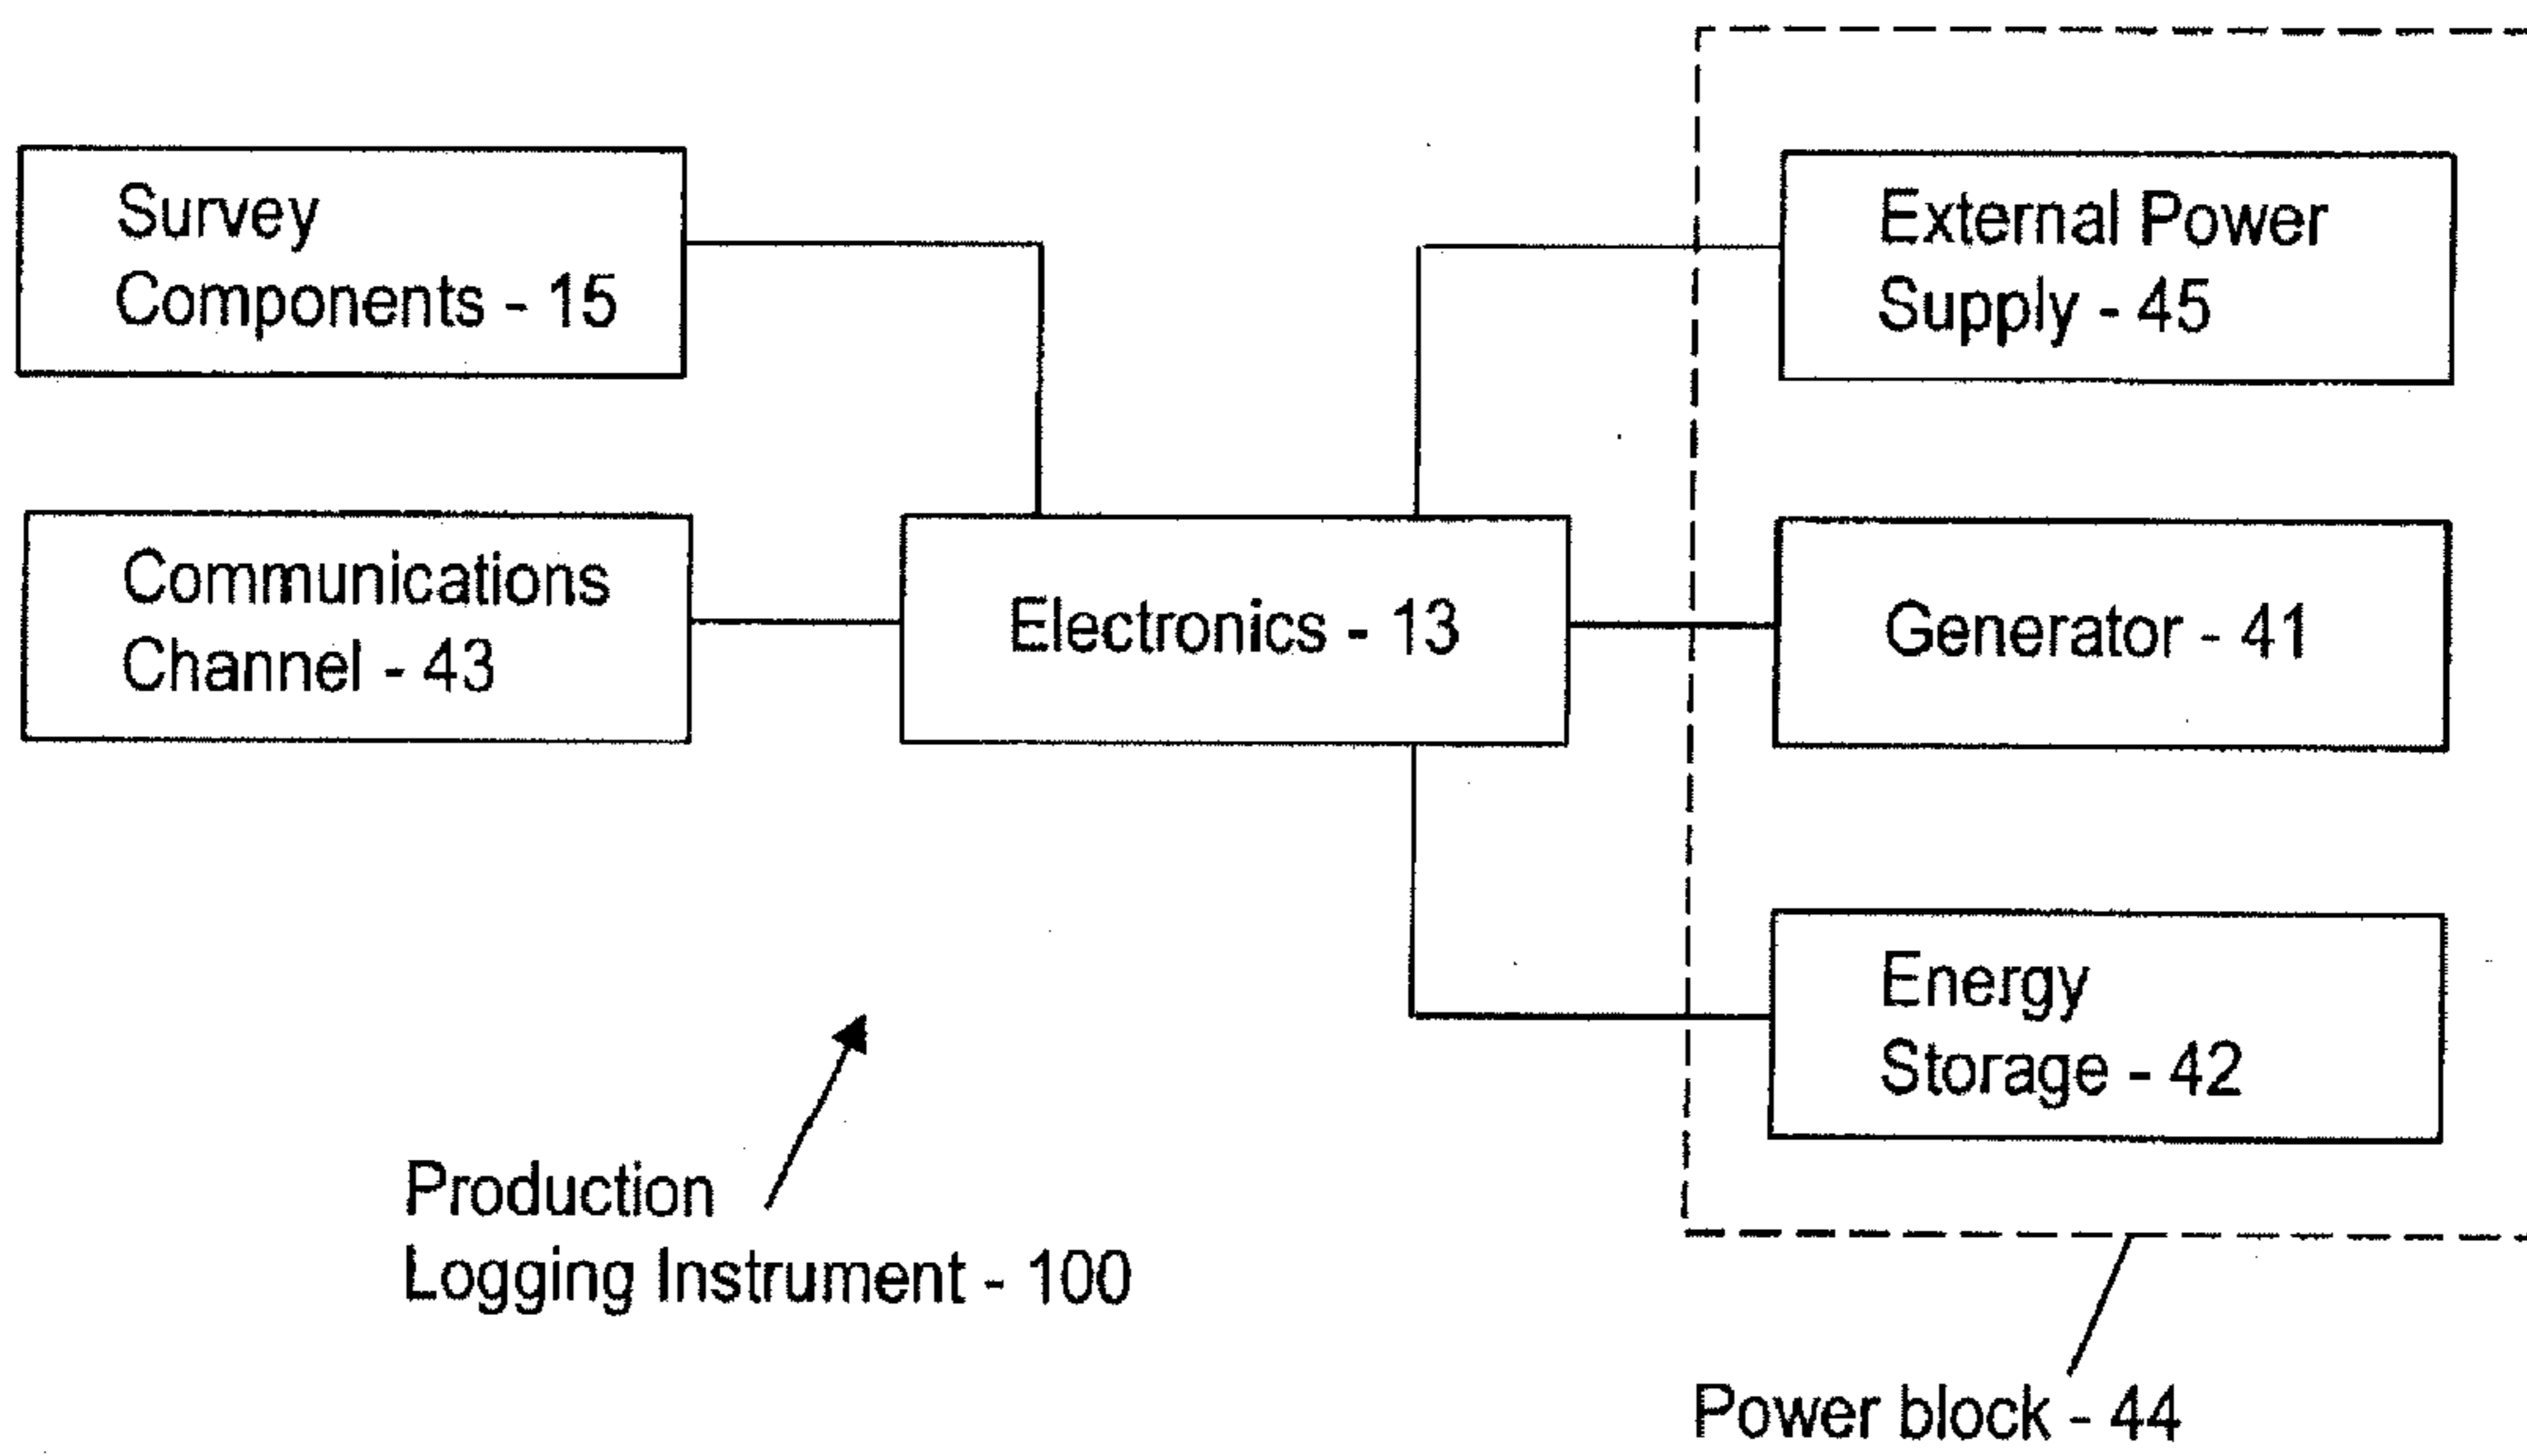 Survey
Components - 15
External Power
Supply - 45
Communications
Channel - 43
Electronics - 13
Generator - 41
Energy
Storage - 42
Production
Logging Instrument - 100
Power block - 44